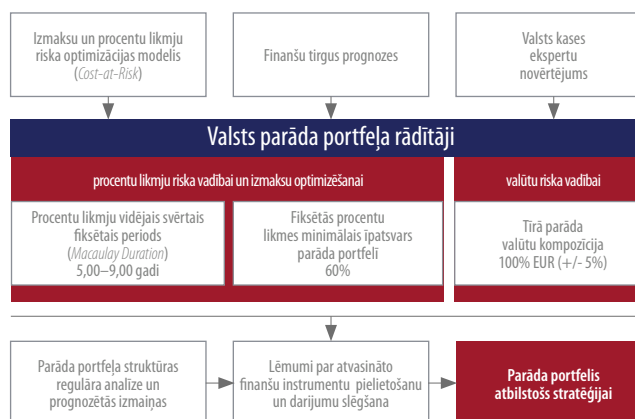 Izmaksu un procentu likmju
riska optimizācijas modelis
(Cost-at-Risk)
Finanšu tirgus prognozes
Valsts kases
ekspertu
novērtējums
Valsts parāda portfeļa rādītāji
procentu likmju riska vadībai un izmaksu optimizēšanai
valūtu riska vadībai
Procentu likmju vidējais svērtais
fiksētais periods
(Macaulay Duration)
5,00–9,00 gadi
Fiksētās procentu
likmes minimālais īpatsvars
parāda portfelī
60%
Tīrā parāda
valūtu kompozīcija
100% EUR (+/- 5%)
Parāda portfeļa struktūras
regulāra analīze un
prognozētās izmaiņas
Lēmumi par atvasināto
finanšu instrumentu pielietošanu
un darījumu slēgšana
Parāda portfelis
atbilstošs stratēģijai